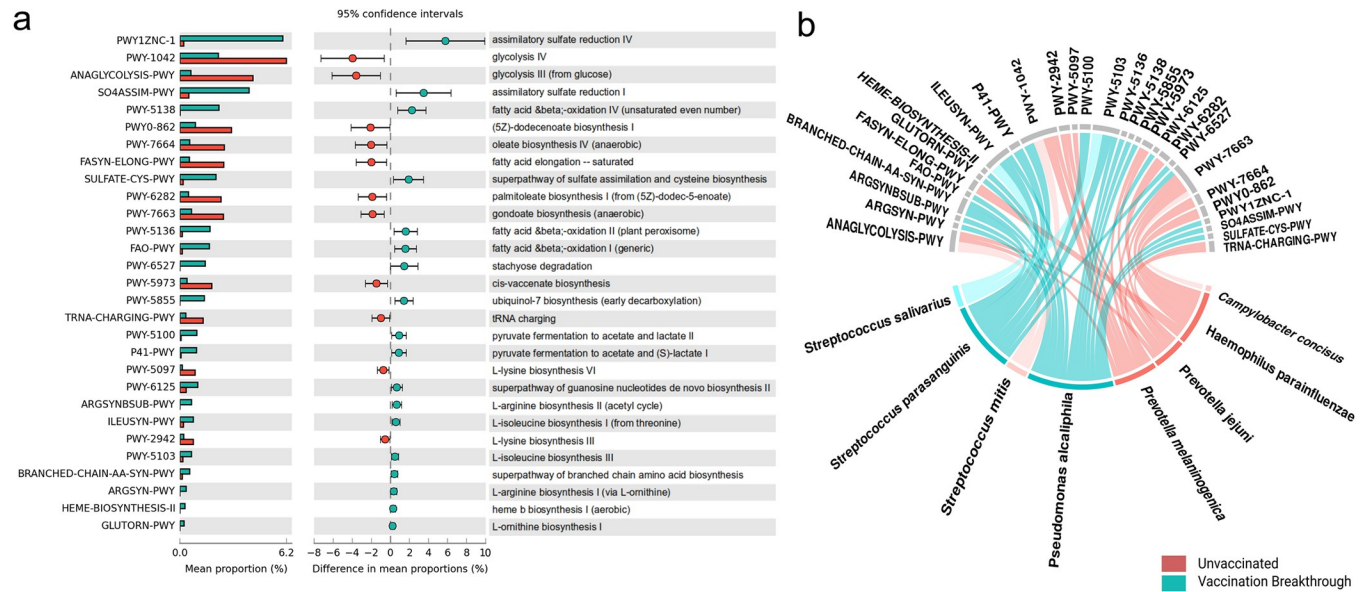 a
95% confidence intervals
PWY1ZNC-1 assimilatory sulfate reduction IV
PWY-1042 glycolysis IV
ANAGLYCOLYSIS-PWY glycolysis III (from glucose)
SO4ASSIM-PWY assimilatory sulfate reduction I
PWY-5138 fatty acid &beta;-oxidation IV (unsaturated even number)
PWY0-862 (5Z)-dodecenoate biosynthesis I
PWY-7664 oleate biosynthesis IV (anaerobic)
FASYN-ELONG-PWY fatty acid elongation -- saturated
SULFATE-CYS-PWY superpathway of sulfate assimilation and cysteine biosynthesis
PWY-6282 palmitoleate biosynthesis I (from (5Z)-dodec-5-enoate)
PWY-7663 gondoate biosynthesis (anaerobic)
PWY-5136 fatty acid &beta;-oxidation II (plant peroxisome)
FAO-PWY fatty acid &beta;-oxidation I (generic)
PWY-6527 stachyose degradation
PWY-5973 cis-vaccenate biosynthesis
PWY-5855 ubiquinol-7 biosynthesis (early decarboxylation)
TRNA-CHARGING-PWY tRNA charging
PWY-5100 pyruvate fermentation to acetate and lactate II
P41-PWY pyruvate fermentation to acetate and (S)-lactate I
PWY-5097 L-lysine biosynthesis VI
PWY-6125 superpathway of guanosine nucleotides de novo biosynthesis II
ARGSYNBSUB-PWY L-arginine biosynthesis II (acetyl cycle)
ILEUSYN-PWY L-isoleucine biosynthesis I (from threonine)
PWY-2942 L-lysine biosynthesis III
PWY-5103 L-isoleucine biosynthesis III
BRANCHED-CHAIN-AA-SYN-PWY superpathway of branched chain amino acid biosynthesis
ARGSYN-PWY L-arginine biosynthesis I (via L-ornithine)
HEME-BIOSYNTHESIS-II heme b biosynthesis I (aerobic)
GLUTORN-PWY L-ornithine biosynthesis I
0.0 6.2 −8 −6 −4 −2 0 2 4 6 8 10
Mean proportion (%) Difference in mean proportions (%)
b
ANAGLYCOLYSIS-PWY
ARGSYN-PWY
ARGSYNBSUB-PWY
BRANCHED-CHAIN-AA-SYN-PWY
FAO-PWY
FASYN-ELONG-PWY
GLUTORN-PWY
HEME-BIOSYNTHESIS-II
ILEUSYN-PWY
P41-PWY
PWY-1042
PWY-2942
PWY-5097
PWY-5100
PWY-5103
PWY-5136
PWY-5138
PWY-5855
PWY-5973
PWY-6125
PWY-6282
PWY-6527
PWY-7663
PWY-7664
PWY0-862
PWY1ZNC-1
SO4ASSIM-PWY
SULFATE-CYS-PWY
TRNA-CHARGING-PWY
Campylobacter concisus
Haemophilus parainfluenzae
Prevotella jejuni
Prevotella melaninogenica
Pseudomonas alcaliphila
Streptococcus mitis
Streptococcus parasanguinis
Streptococcus salivarius
Unvaccinated
Vaccination Breakthrough